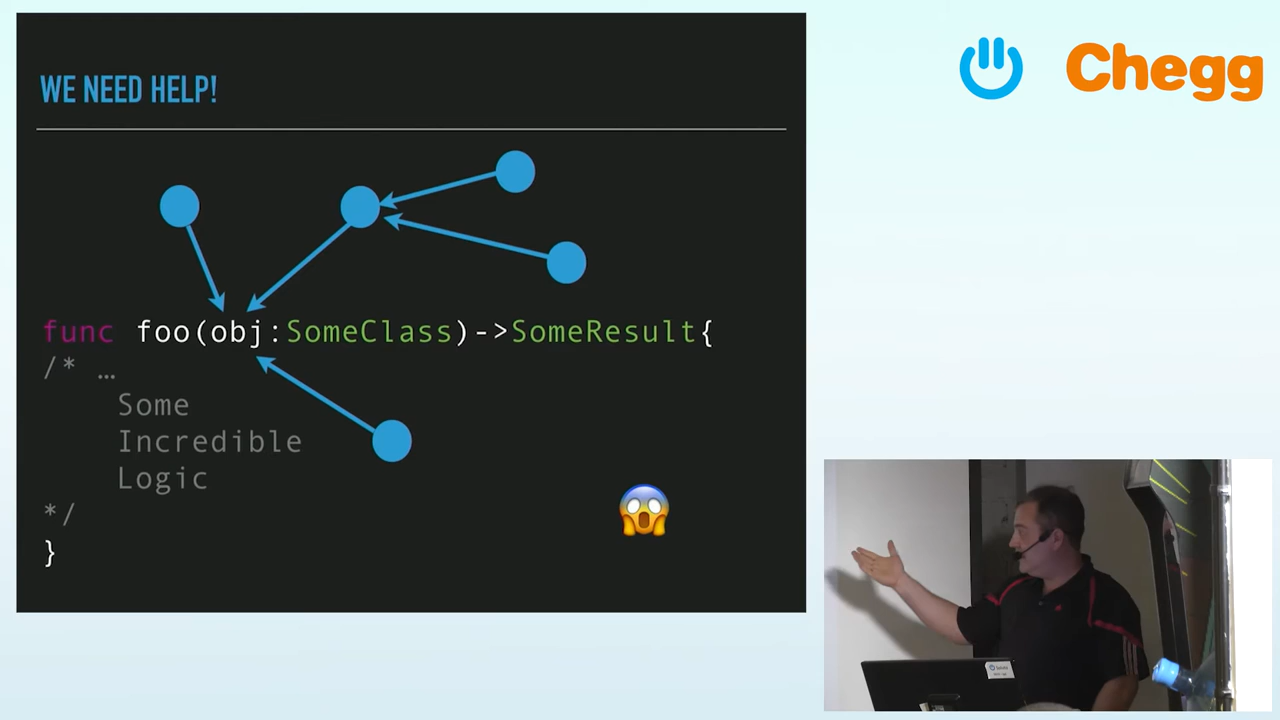 WE NEED HELP!
Chegg
func foo(obj:SomeClass)->SomeResult{
/* …
Some
Incredible
Logic
*/
}